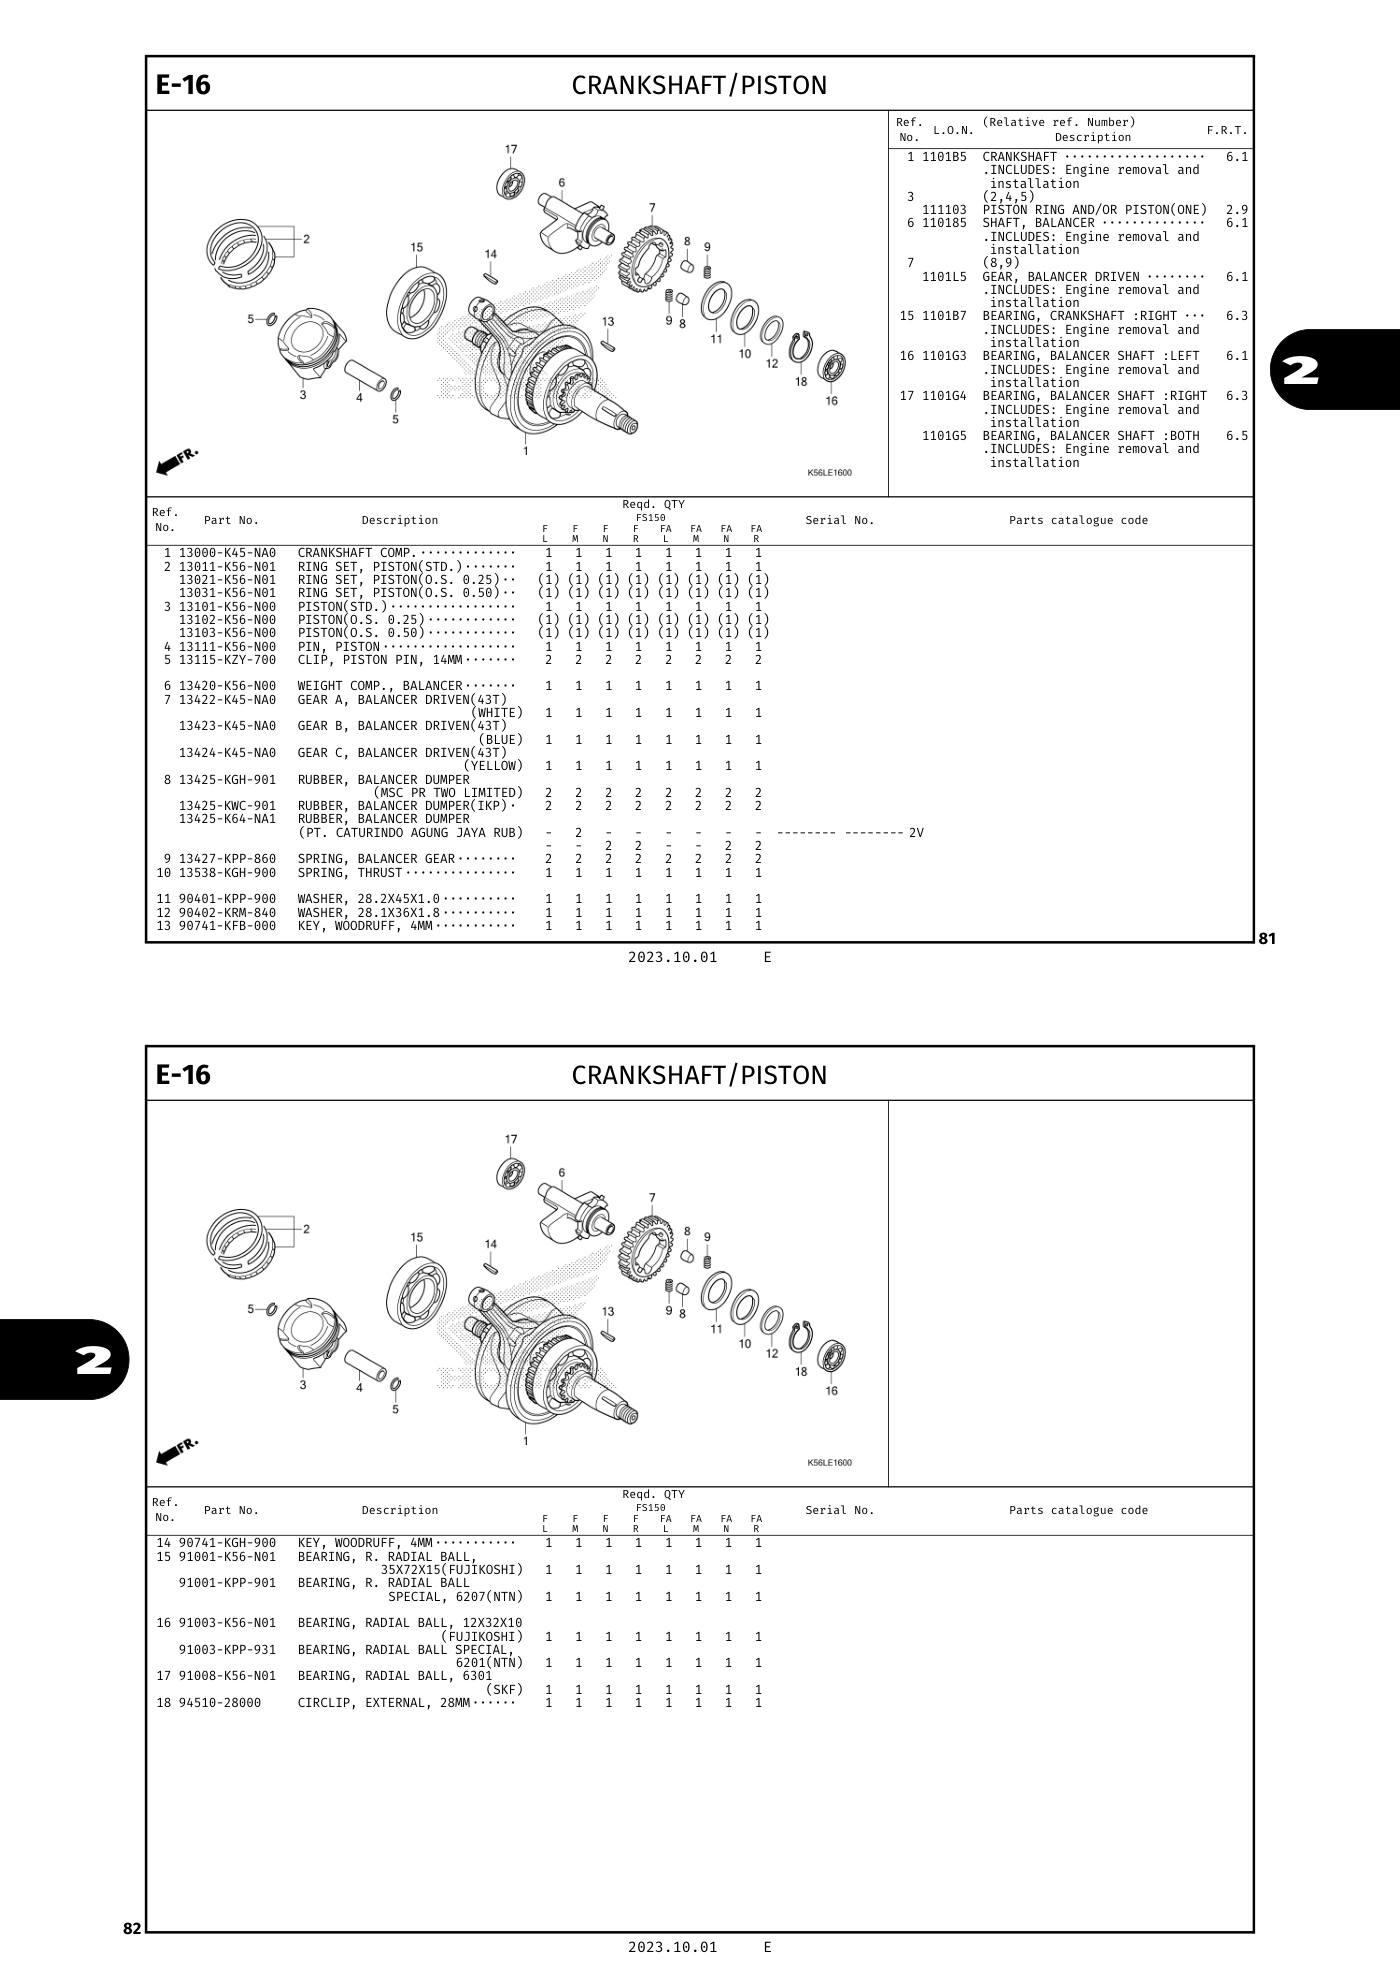 E-16 CRANKSHAFT/PISTON
17
6
7
2
8
9
15
14
5
13
9 8
11
10
12
3
4
18
5
16
1
FR.
K56LE1600
Ref. No. L.O.N. (Relative ref. Number) Description F.R.T.
1 1101B5 CRANKSHAFT ··················· 6.1
.INCLUDES: Engine removal and
installation
3 (2,4,5)
111103 PISTON RING AND/OR PISTON(ONE) 2.9
6 110185 SHAFT, BALANCER ·············· 6.1
.INCLUDES: Engine removal and
installation
7 (8,9)
1101L5 GEAR, BALANCER DRIVEN ········ 6.1
.INCLUDES: Engine removal and
installation
15 1101B7 BEARING, CRANKSHAFT :RIGHT ··· 6.3
.INCLUDES: Engine removal and
installation
16 1101G3 BEARING, BALANCER SHAFT :LEFT 6.1
.INCLUDES: Engine removal and
installation
17 1101G4 BEARING, BALANCER SHAFT :RIGHT 6.3
.INCLUDES: Engine removal and
installation
1101G5 BEARING, BALANCER SHAFT :BOTH 6.5
.INCLUDES: Engine removal and
installation
2
Reqd. QTY
Ref. No. Part No. Description FS150 Serial No. Parts catalogue code
F F F F FA FA FA FA
L M N R L M N R
1 13000-K45-NA0 CRANKSHAFT COMP.············· 1 1 1 1 1 1 1 1
2 13011-K56-N01 RING SET, PISTON(STD.)······· 1 1 1 1 1 1 1 1
13021-K56-N01 RING SET, PISTON(O.S. 0.25)·· (1) (1) (1) (1) (1) (1) (1) (1)
13031-K56-N01 RING SET, PISTON(O.S. 0.50)·· (1) (1) (1) (1) (1) (1) (1) (1)
3 13101-K56-N00 PISTON(STD.)················· 1 1 1 1 1 1 1 1
13102-K56-N00 PISTON(O.S. 0.25)············ (1) (1) (1) (1) (1) (1) (1) (1)
13103-K56-N00 PISTON(O.S. 0.50)············ (1) (1) (1) (1) (1) (1) (1) (1)
4 13111-K56-N00 PIN, PISTON·················· 1 1 1 1 1 1 1 1
5 13115-KZY-700 CLIP, PISTON PIN, 14MM······· 2 2 2 2 2 2 2 2
6 13420-K56-N00 WEIGHT COMP., BALANCER······· 1 1 1 1 1 1 1 1
7 13422-K45-NA0 GEAR A, BALANCER DRIVEN(43T)
(WHITE) 1 1 1 1 1 1 1 1
13423-K45-NA0 GEAR B, BALANCER DRIVEN(43T)
(BLUE) 1 1 1 1 1 1 1 1
13424-K45-NA0 GEAR C, BALANCER DRIVEN(43T)
(YELLOW) 1 1 1 1 1 1 1 1
8 13425-KGH-901 RUBBER, BALANCER DUMPER
(MSC PR TWO LIMITED) 2 2 2 2 2 2 2 2
13425-KWC-901 RUBBER, BALANCER DUMPER(IKP)· 2 2 2 2 2 2 2 2
13425-K64-NA1 RUBBER, BALANCER DUMPER
(PT. CATURINDO AGUNG JAYA RUB) - 2 - - - - - - -------- -------- 2V
- - 2 2 - - 2 2
9 13427-KPP-860 SPRING, BALANCER GEAR········ 2 2 2 2 2 2 2 2
10 13538-KGH-900 SPRING, THRUST··············· 1 1 1 1 1 1 1 1
11 90401-KPP-900 WASHER, 28.2X45X1.0·········· 1 1 1 1 1 1 1 1
12 90402-KRM-840 WASHER, 28.1X36X1.8·········· 1 1 1 1 1 1 1 1
13 90741-KFB-000 KEY, WOODRUFF, 4MM··········· 1 1 1 1 1 1 1 1
81
2023.10.01 E
E-16 CRANKSHAFT/PISTON
17
6
7
2
8
9
15
14
5
13
9 8
11
10
12
3
4
18
5
16
1
FR.
K56LE1600
2
Reqd. QTY
Ref. No. Part No. Description FS150 Serial No. Parts catalogue code
F F F F FA FA FA FA
L M N R L M N R
14 90741-KGH-900 KEY, WOODRUFF, 4MM··········· 1 1 1 1 1 1 1 1
15 91001-K56-N01 BEARING, R. RADIAL BALL,
35X72X15(FUJIKOSHI) 1 1 1 1 1 1 1 1
91001-KPP-901 BEARING, R. RADIAL BALL
SPECIAL, 6207(NTN) 1 1 1 1 1 1 1 1
16 91003-K56-N01 BEARING, RADIAL BALL, 12X32X10
(FUJIKOSHI) 1 1 1 1 1 1 1 1
91003-KPP-931 BEARING, RADIAL BALL SPECIAL,
6201(NTN) 1 1 1 1 1 1 1 1
17 91008-K56-N01 BEARING, RADIAL BALL, 6301
(SKF) 1 1 1 1 1 1 1 1
18 94510-28000 CIRCLIP, EXTERNAL, 28MM······ 1 1 1 1 1 1 1 1
82
2023.10.01 E